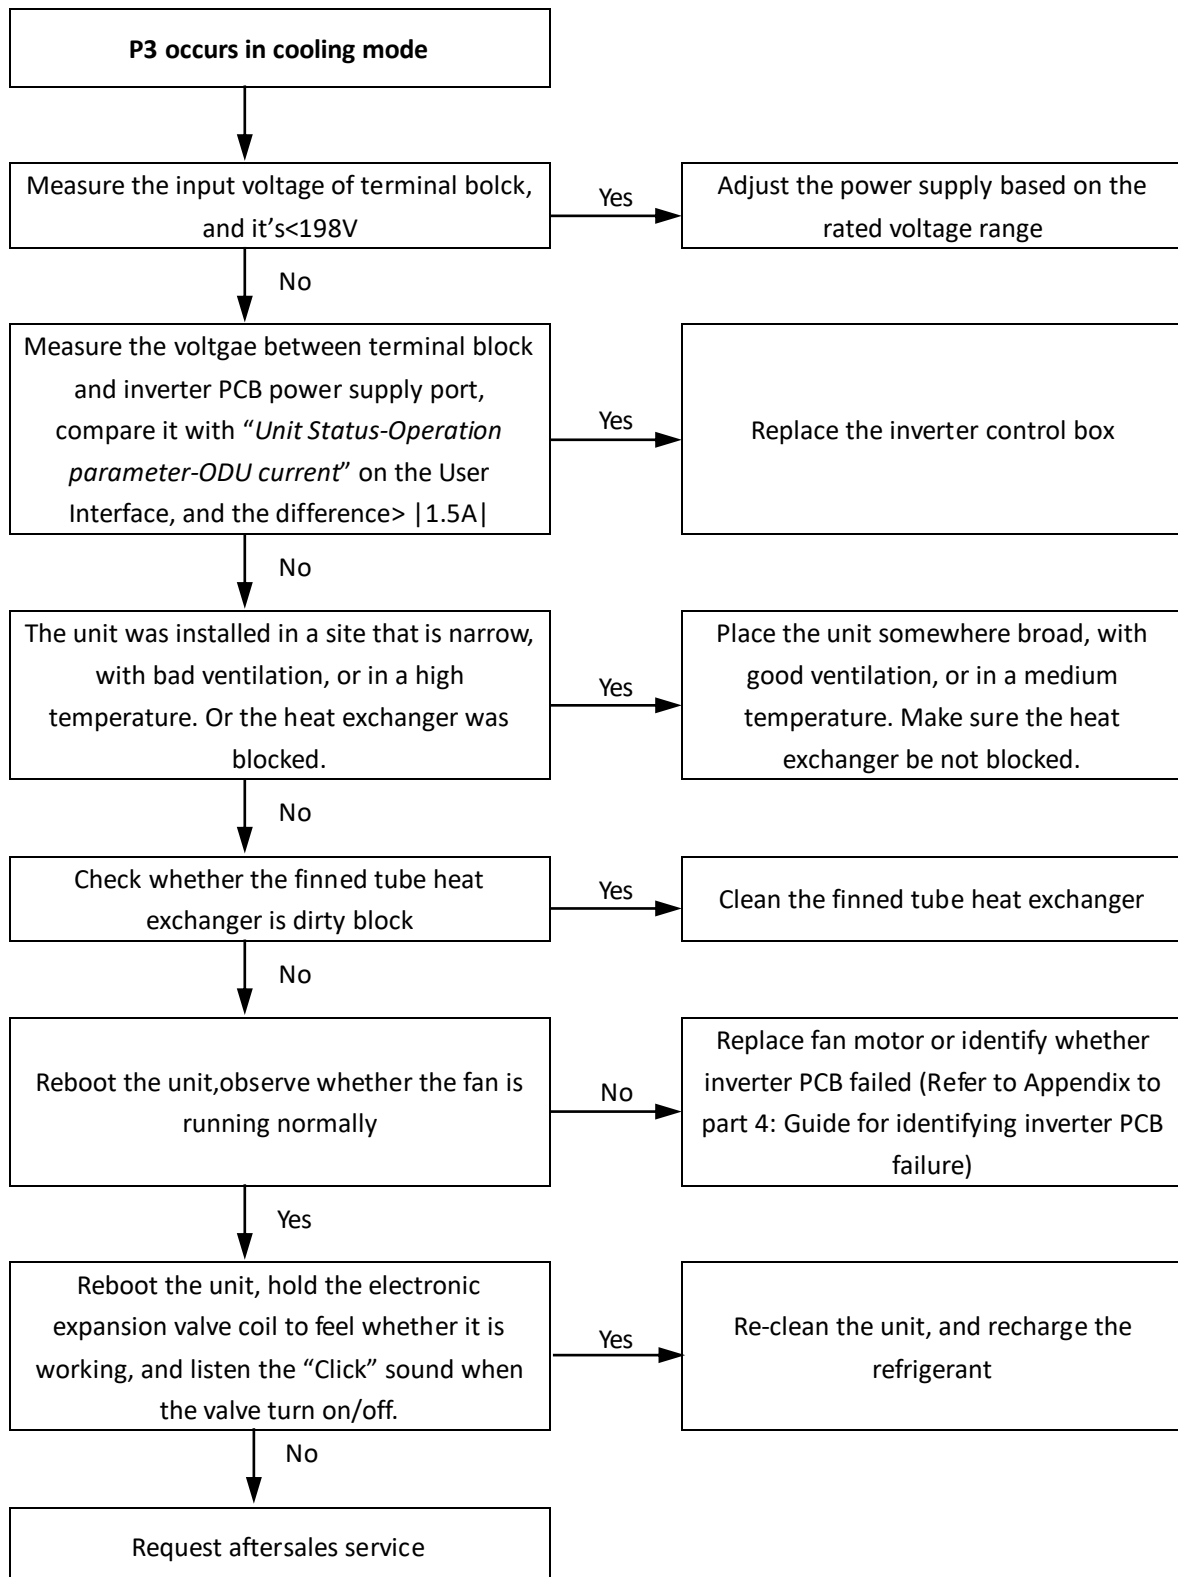 P3 occurs in cooling mode
Measure the input voltage of terminal bolck,
and it’s<198V
Yes
Adjust the power supply based on the
rated voltage range
No
Measure the voltgae between terminal block
and inverter PCB power supply port,
compare it with “Unit Status-Operation
parameter-ODU current” on the User
Interface, and the difference> |1.5A|
Yes
Replace the inverter control box
No
The unit was installed in a site that is narrow,
with bad ventilation, or in a high
temperature. Or the heat exchanger was
blocked.
Yes
Place the unit somewhere broad, with
good ventilation, or in a medium
temperature. Make sure the heat
exchanger be not blocked.
No
Check whether the finned tube heat
exchanger is dirty block
Yes
Clean the finned tube heat exchanger
No
Reboot the unit,observe whether the fan is
running normally
No
Replace fan motor or identify whether
inverter PCB failed (Refer to Appendix to
part 4: Guide for identifying inverter PCB
failure)
Yes
Reboot the unit, hold the electronic
expansion valve coil to feel whether it is
working, and listen the “Click” sound when
the valve turn on/off.
Yes
Re-clean the unit, and recharge the
refrigerant
No
Request aftersales service